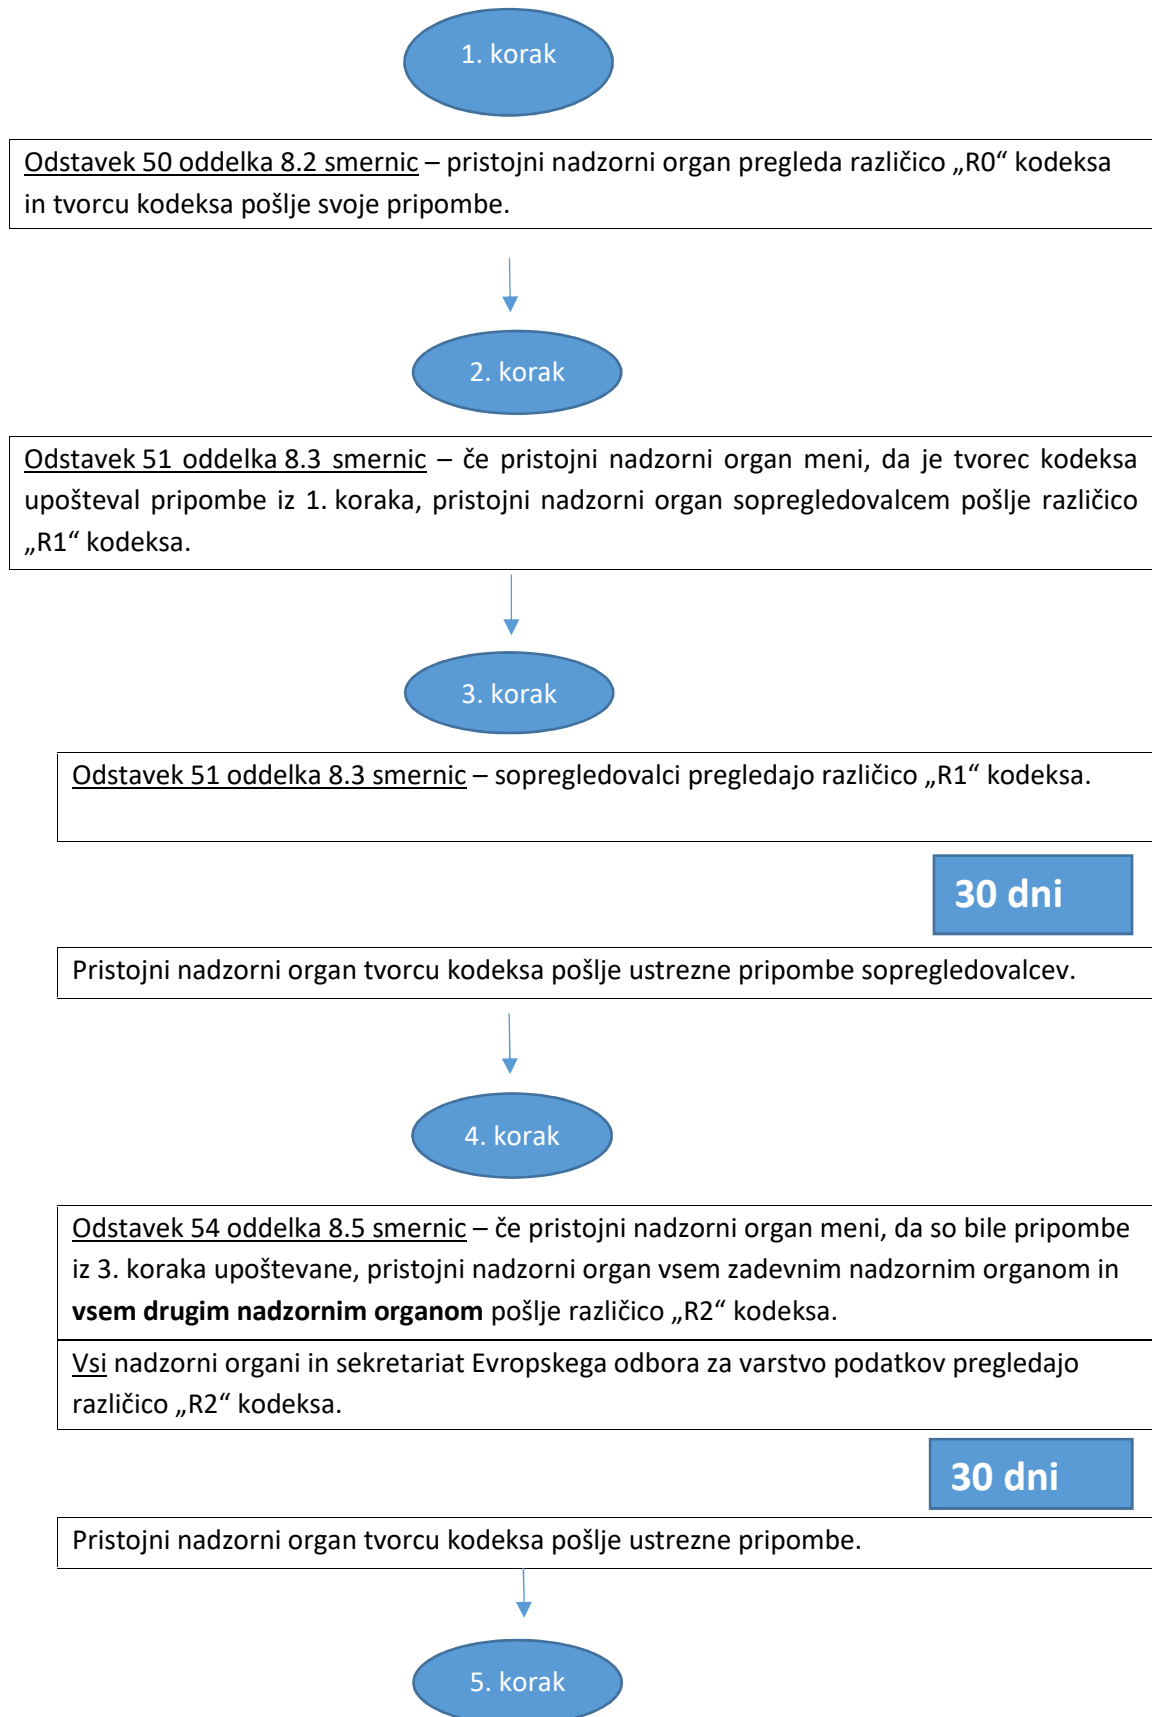 1. korak
Odstavek 50 oddelka 8.2 smernic – pristojni nadzorni organ pregleda različico „R0“ kodeksa
in tvorcu kodeksa pošlje svoje pripombe.
2. korak
Odstavek 51 oddelka 8.3 smernic – če pristojni nadzorni organ meni, da je tvorec kodeksa
upošteval pripombe iz 1. koraka, pristojni nadzorni organ sopregledovalcem pošlje različico
„R1“ kodeksa.
3. korak
Odstavek 51 oddelka 8.3 smernic – sopregledovalci pregledajo različico „R1“ kodeksa.
30 dni
Pristojni nadzorni organ tvorcu kodeksa pošlje ustrezne pripombe sopregledovalcev.
4. korak
Odstavek 54 oddelka 8.5 smernic – če pristojni nadzorni organ meni, da so bile pripombe
iz 3. koraka upoštevane, pristojni nadzorni organ vsem zadevnim nadzornim organom in
vsem drugim nadzornim organom pošlje različico „R2“ kodeksa.
Vsi nadzorni organi in sekretariat Evropskega odbora za varstvo podatkov pregledajo
različico „R2“ kodeksa.
30 dni
Pristojni nadzorni organ tvorcu kodeksa pošlje ustrezne pripombe.
5. korak